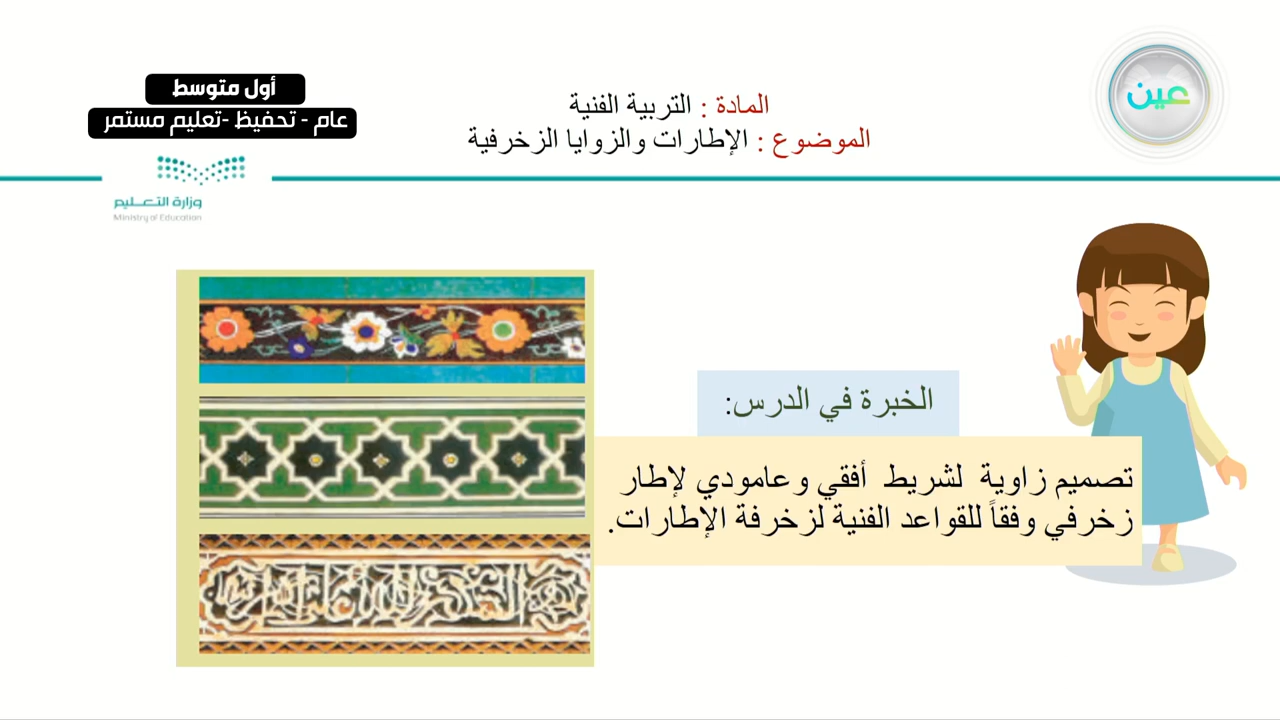 أول متوسط
عام - تحفيظ -تعليم مستمر
المادة : التربية الفنية
الموضوع : الإطارات والزوايا الزخرفية
عين
وزارة التعـــليم
Ministry of Education
الخبرة في الدرس:
تصميم زاوية لشريط أفقي وعامودي لإطار
زخرفي وفقاً للقواعد الفنية لزخرفة الإطارات.